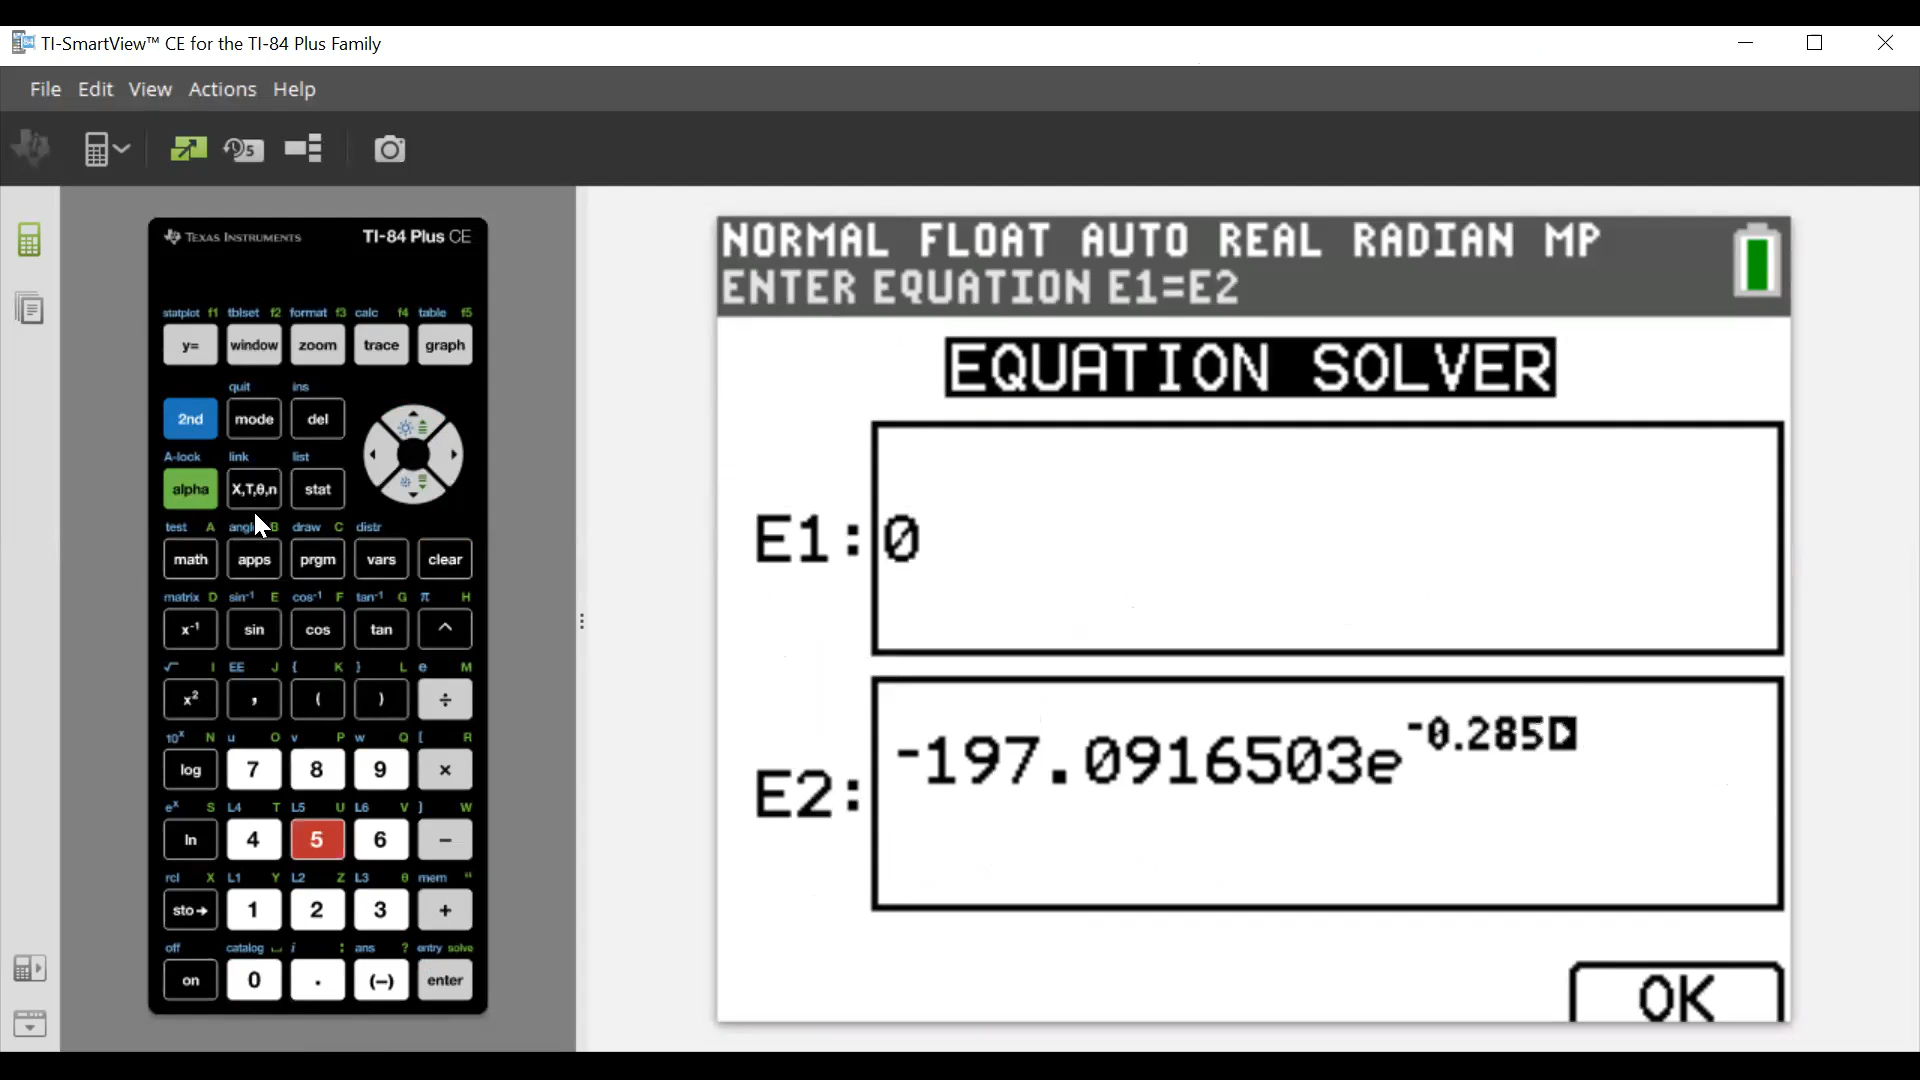 TI-SmartView™ CE for the TI-84 Plus Family
File Edit View Actions Help
5
TEXAS INSTRUMENTS TI-84 Plus CE
statplot f1 tblset f2 format f3 calc f4 table f5
y= window zoom trace graph
quit ins
2nd mode del
A-lock link list
alpha X,T,θ,n stat
test A angle B draw C distr
math apps prgm vars clear
matrix D sin⁻¹ E cos⁻¹ F tan⁻¹ G π H
x⁻¹ sin cos tan ^
√ I EE J { K } L e M
x² , ( ) ÷
10ˣ N u O v P w Q [ R
log 7 8 9 ×
eˣ S L4 T L5 U L6 V ] W
ln 4 5 6 −
rcl X L1 Y L2 Z L3 θ mem "
sto→ 1 2 3 +
off catalog ⎵ i : ans ? entry solve
on 0 . (−) enter
NORMAL FLOAT AUTO REAL RADIAN MP
ENTER EQUATION E1=E2
EQUATION SOLVER
E1:0
E2:-197.0916503e^-0.285
OK